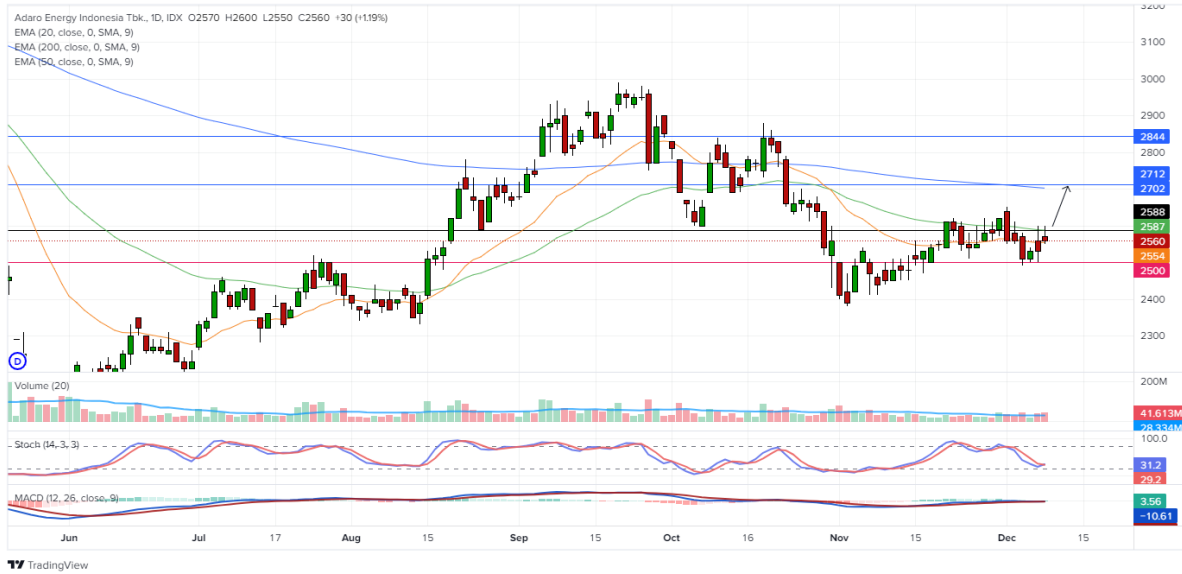 Adaro Energy Indonesia Tbk., 1D, IDX O2570 H2600 L2550 C2560 +30 (+1.19%)
EMA (20, close, 0, SMA, 9)
EMA (200, close, 0, SMA, 9)
EMA (50, close, 0, SMA, 9)
3200
3100
3000
2900
2844
2800
2712
2702
2588
2587
2560
2554
2500
2400
2300
D
Volume (20)
200M
41.613M
28.334M
Stoch (14, 3, 3)
100.0
31.2
29.2
MACD (12, 26, close, 9)
3.56
−10.61
Jun Jul 17 Aug 15 Sep 15 Oct 16 Nov 15 Dec 15
TradingView